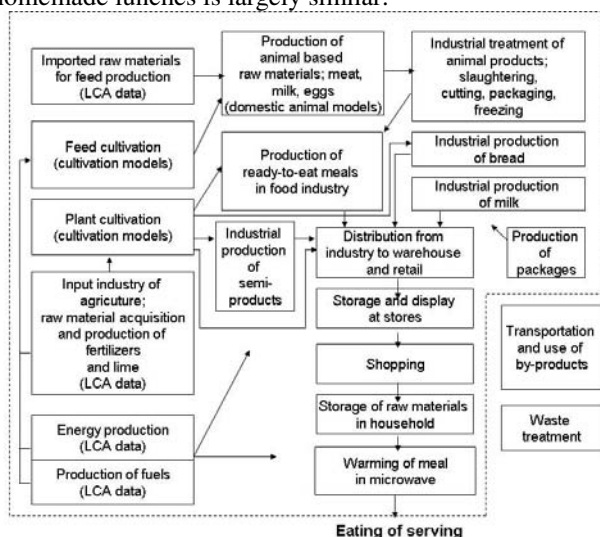 homemade lunches is largely similar.
Imported raw materials
for feed production
(LCA data)
Production of
animal based
raw materials; meat,
milk, eggs
(domestic animal models)
Industrial treatment of
animal products;
slaughtering,
cutting, packaging,
freezing
Feed cultivation
(cultivation models)
Production of
ready-to-eat meals
in food industry
Industrial production
of bread
Industrial production
of milk
Plant cultivation
(cultivation models)
Industrial
production
of
semi-
products
Distribution from
industry to warehouse
and retail
Production
of
packages
Input industry of
agricuture;
raw material acquisition
and production of
fertilizers
and lime
(LCA data)
Storage and display
at stores
Transportation
and use of
by-products
Shopping
Storage of raw materials
in household
Waste
treatment
Energy production
(LCA data)
Production of fuels
(LCA data)
Warming of meal
in microwave
Eating of serving